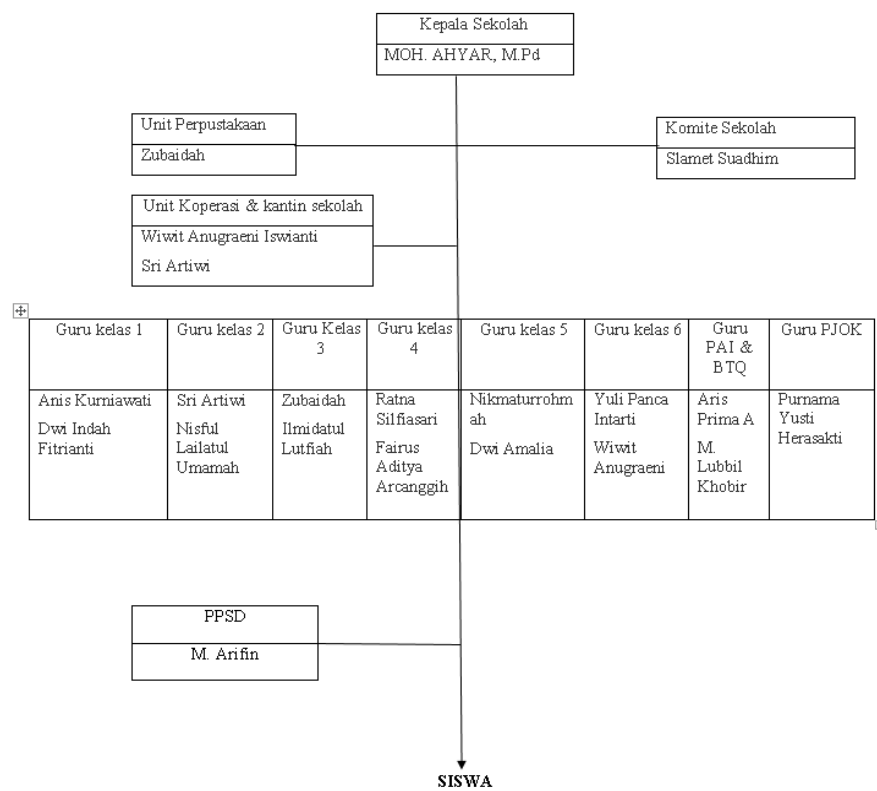 Kepala Sekolah
MOH. AHYAR, M.Pd
Unit Perpustakaan
Zubaidah
Komite Sekolah
Slamet Suadhim
Unit Koperasi & kantin sekolah
Wiwit Anugraeni Iswianti
Sri Artiwi
Guru kelas 1
Anis Kurniawati
Dwi Indah
Fitrianti
Guru kelas 2
Sri Artiwi
Nisful
Lailatul
Umamah
Guru Kelas
3
Zubaidah
Ilmidatul
Lutfiah
Guru kelas
4
Ratna
Silfiasari
Fairus
Aditya
Arcanggih
Guru kelas 5
Nikmaturrohm
ah
Dwi Amalia
Guru kelas 6
Yuli Panca
Intarti
Wiwit
Anugraeni
Guru
PAI &
BTQ
Aris
Prima A
M.
Lubbil
Khobir
Guru PJOK
Purnama
Yusti
Herasakti
PPSD
M. Arifin
SISWA